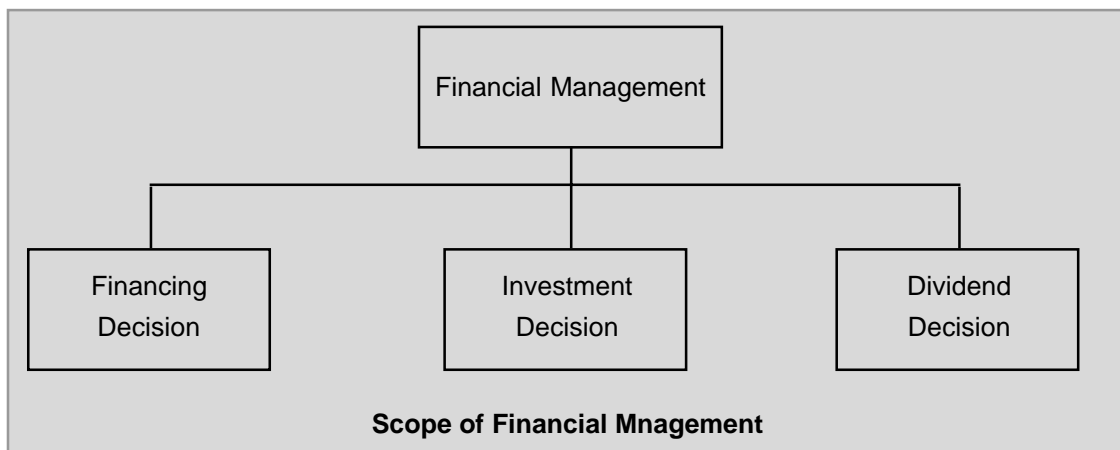 Financial Management
Financing
Decision
Investment
Decision
Dividend
Decision
Scope of Financial Mnagement